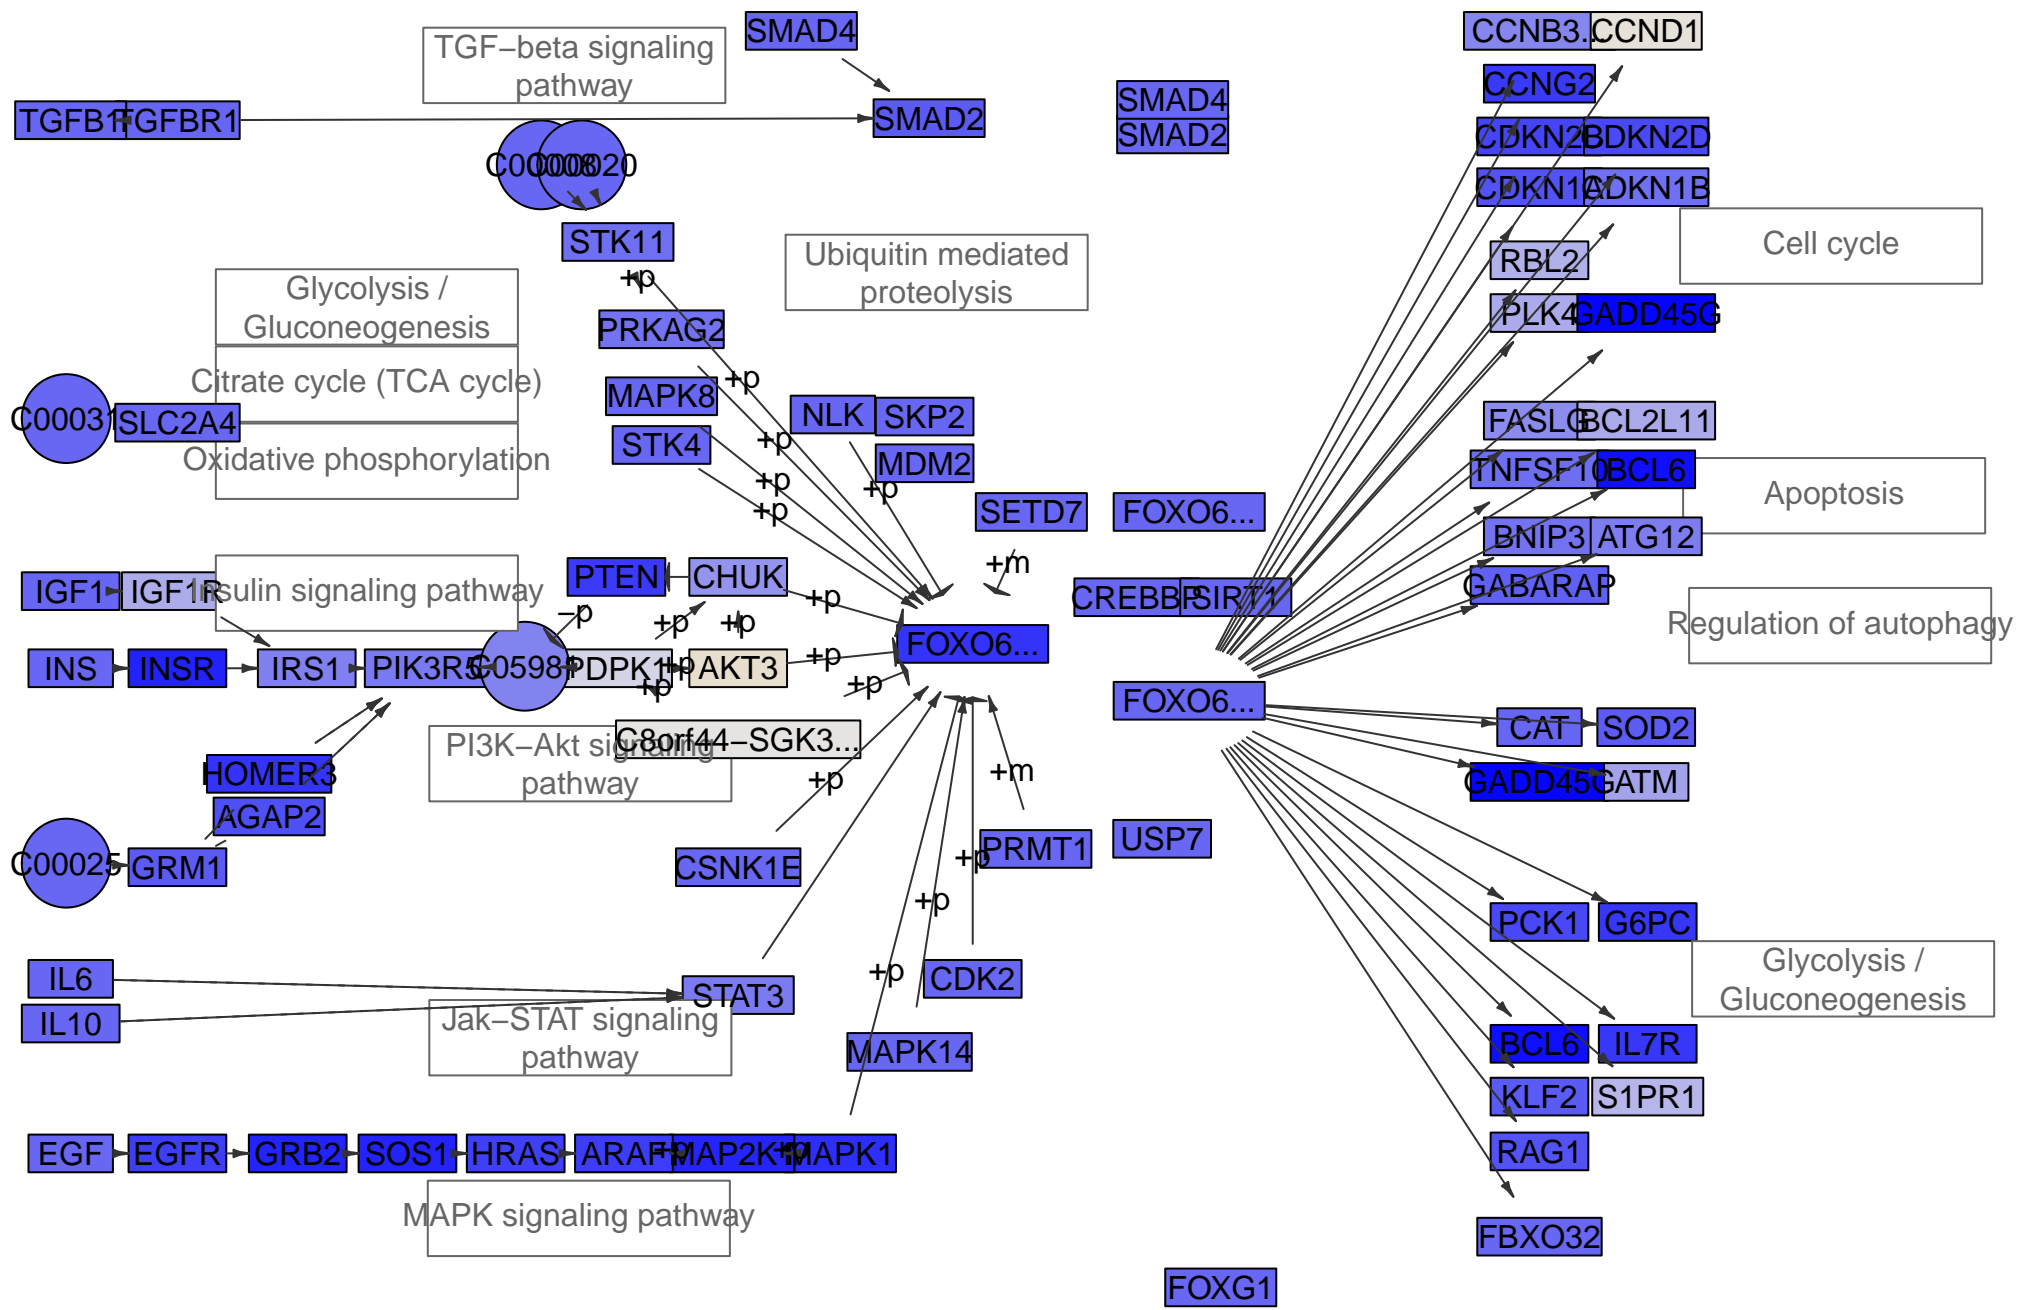 SMAD4
CCNB3...
CCND1
TGF−beta signaling
pathway
CCNG2
SMAD4
TGFB1
TGFBR1
SMAD2
SMAD2
CDKN2B
CDKN2D
C00020
CDKN1A
CDKN1B
STK11
Ubiquitin mediated
proteolysis
Cell cycle
RBL2
+p
Glycolysis /
Gluconeogenesis
PRKAG2
PLK4
GADD45G
Citrate cycle (TCA cycle)
+p
MAPK8
C00031
SLC2A4
NLK
SKP2
FASLG
BCL2L11
STK4
+p
Oxidative phosphorylation
MDM2
TNFSF10
BCL6
+p
+p
Apoptosis
+p
SETD7
FOXO6...
BNIP3
ATG12
+m
PTEN
CHUK
GABARAP
IGF1
IGF1R
Insulin signaling pathway
−p
+p
CREBBP
SIRT1
+p
+p
Regulation of autophagy
FOXO6...
INS
INSR
IRS1
PIK3R5
C05981
PDPK1
+p
AKT3
+p
+p
+p
FOXO6...
CAT
SOD2
C8orf44−SGK3...
PI3K−Akt signaling
pathway
HOMER3
+p
+m
GADD45G
ATM
AGAP2
USP7
C00025
GRM1
CSNK1E
+p
PRMT1
+p
PCK1
G6PC
IL6
+p
CDK2
STAT3
Glycolysis /
Gluconeogenesis
IL10
Jak−STAT signaling
pathway
MAPK14
BCL6
IL7R
KLF2
S1PR1
EGF
EGFR
GRB2
SOS1
HRAS
ARAF
+p
MAP2K1
+p
MAPK1
RAG1
MAPK signaling pathway
FBXO32
FOXG1